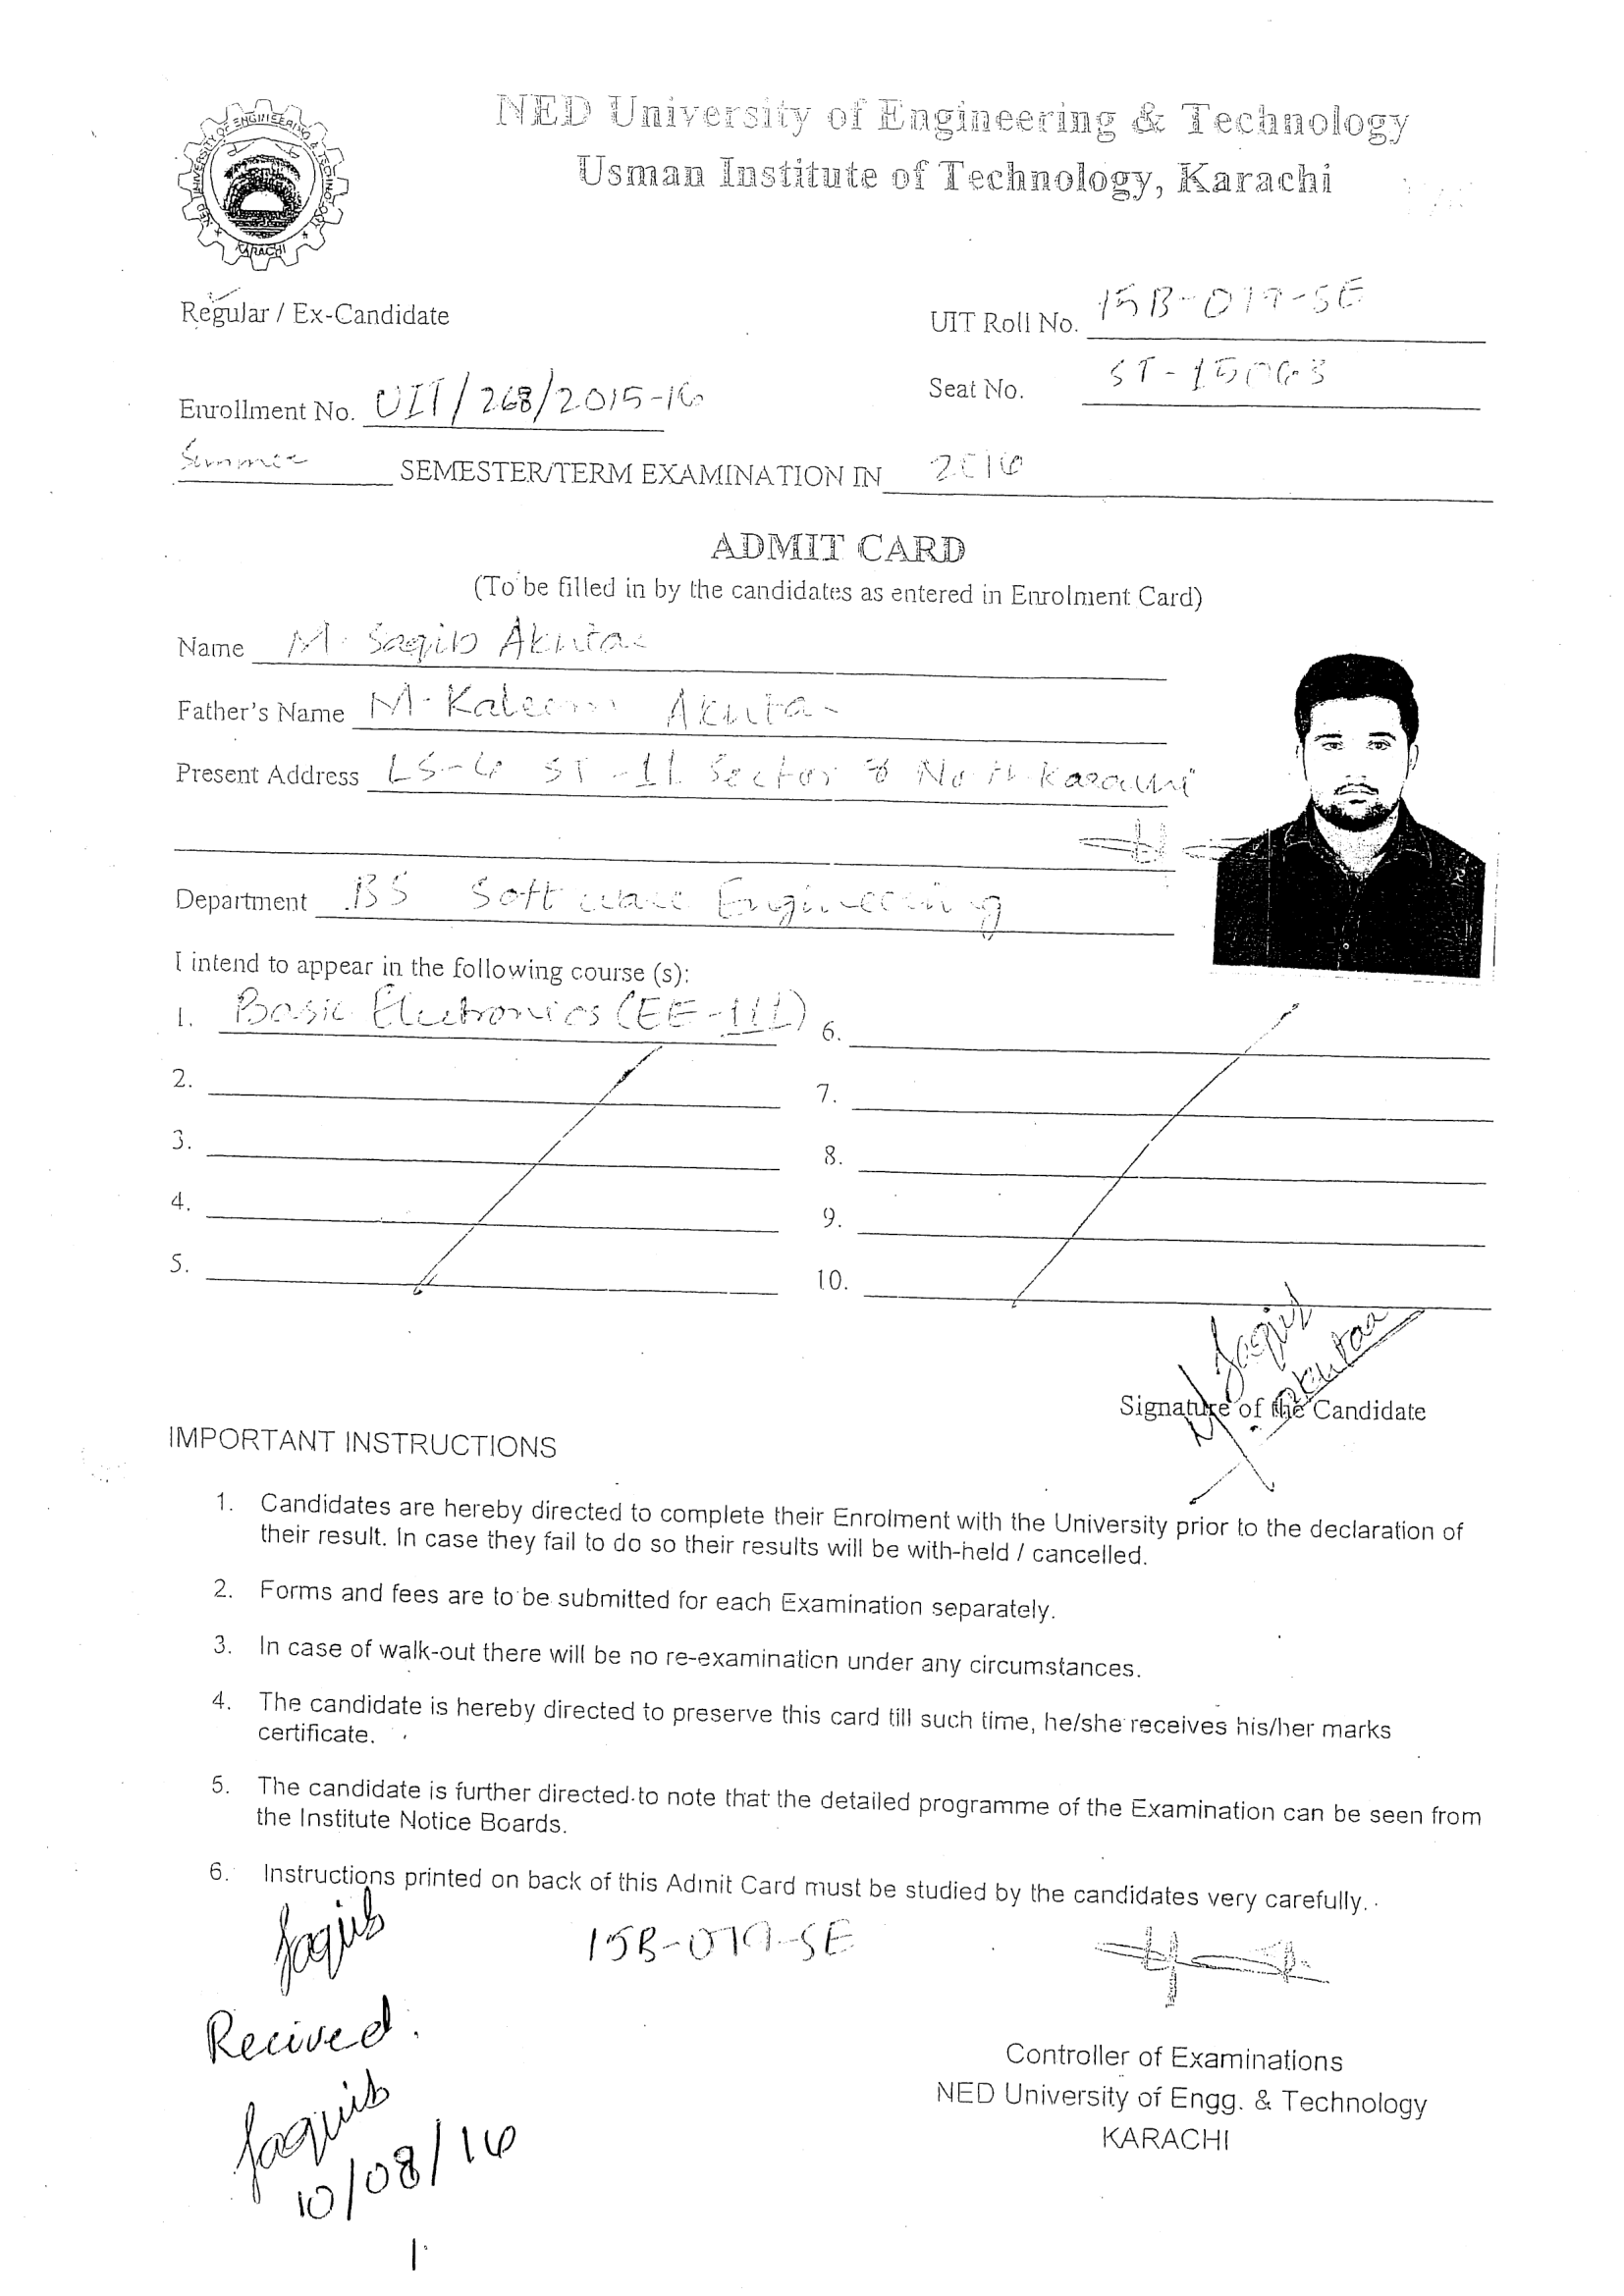 NED UNIVERSITY OF ENGINEERING & TECHNOLOGY
KARACHI
NED University of Engineering & Technology
Usman Institute of Technology, Karachi
Regular / Ex-Candidate
UIT Roll No. 15B-079-SE
Seat No. ST-15063
Enrollment No. UIT/268/2015-16
Summer SEMESTER/TERM EXAMINATION IN 2016
ADMIT CARD
(To be filled in by the candidates as entered in Enrolment Card)
Name M. Saqib Akhtar
Father's Name M. Kaleem Akhtar
Present Address LS-4 ST-11 Sector 8 North Karachi
Department BS Software Engineering
I intend to appear in the following course (s):
1. Basic Electronics (EE-111) 6.
2. 7.
3. 8.
4. 9.
5. 10.
M Saqib
Akhtar
Signature of the Candidate
IMPORTANT INSTRUCTIONS
1. Candidates are hereby directed to complete their Enrolment with the University prior to the declaration of
their result. In case they fail to do so their results will be with-held / cancelled.
2. Forms and fees are to be submitted for each Examination separately.
3. In case of walk-out there will be no re-examination under any circumstances.
4. The candidate is hereby directed to preserve this card till such time, he/she receives his/her marks
certificate.
5. The candidate is further directed to note that the detailed programme of the Examination can be seen from
the Institute Notice Boards.
6. Instructions printed on back of this Admit Card must be studied by the candidates very carefully.
Saqib 15B-079-SE
Recived.
Controller of Examinations
NED University of Engg. & Technology
KARACHI
Saquib
10/08/16